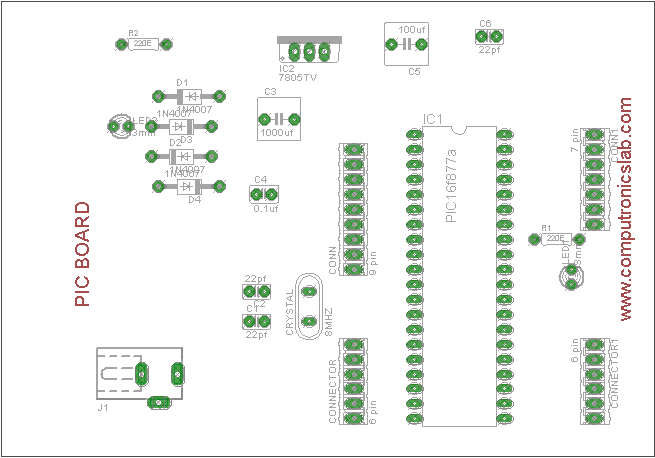 R2
220E
100uf
C5
C6
22pf
IC2
7805TV
D1
1N4007
LED2
3mm
1N4007
D3
D2
1N4007
D4
C3
1000uf
C4
0.1uf
IC1
PIC16f877a
7 pin
CONN1
www.computronicslab.com
PIC BOARD
CONN
9 pin
R1
220E
LED1
3mm
22pf
C2
C1
22pf
CRYSTAL
8MHZ
J1
CONNECTOR
6 pin
6 pin
CONNECTOR1